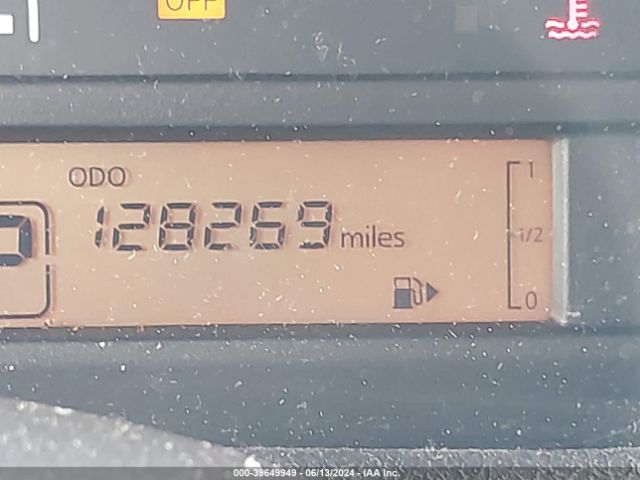 OFF
ODO
128269 miles
1
1/2
0
000-39649949 - 06/13/2024 - IAA Inc.